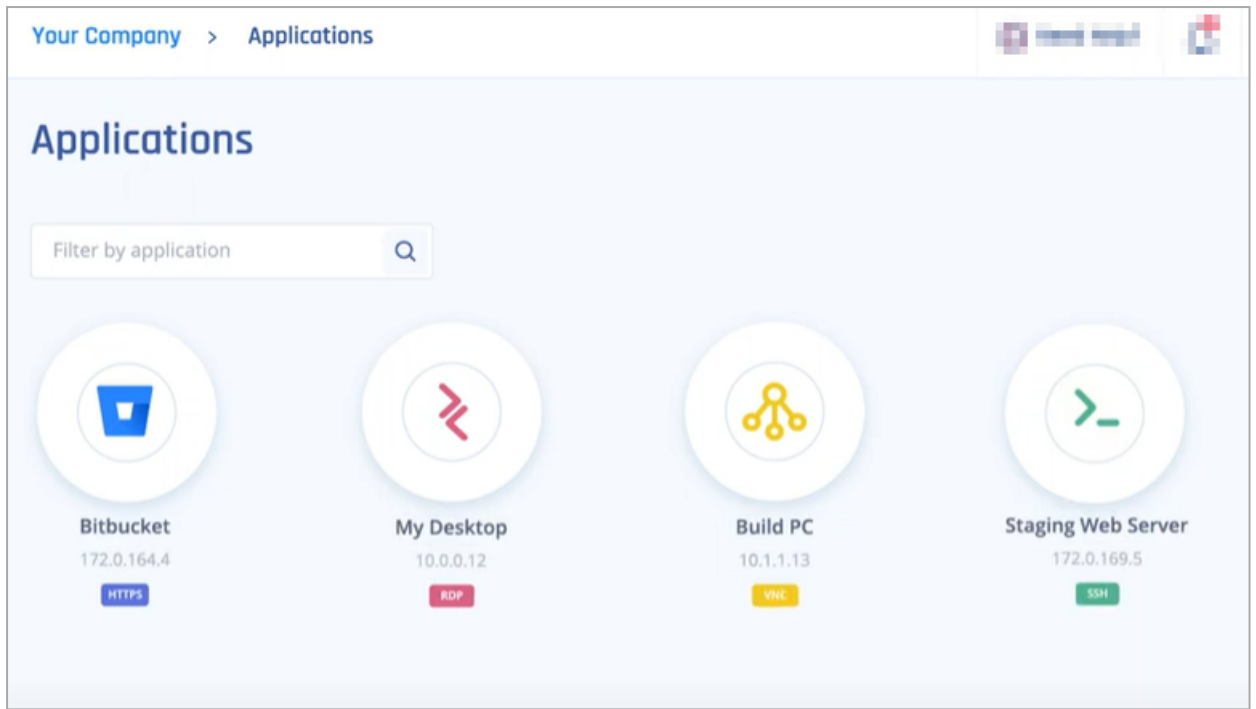 Your Company > Applications
Applications
Filter by application
Bitbucket
172.0.164.4
HTTPS
My Desktop
10.0.0.12
RDP
Build PC
10.1.1.13
VNC
Staging Web Server
172.0.169.5
SSH